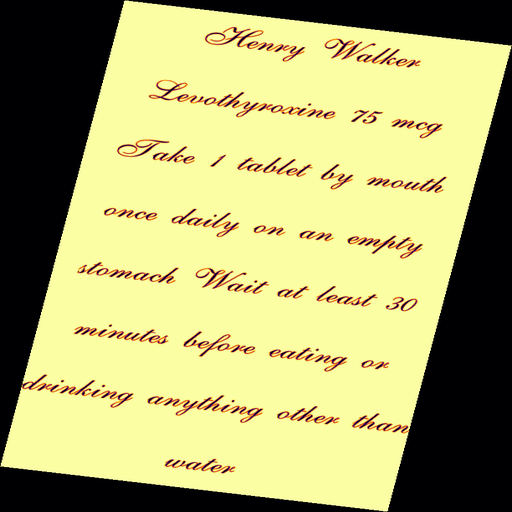 Henry Walker
Levothyroxine 75 mcg
Take 1 tablet by mouth
once daily on an empty
stomach Wait at least 30
minutes before eating or
drinking anything other than
water